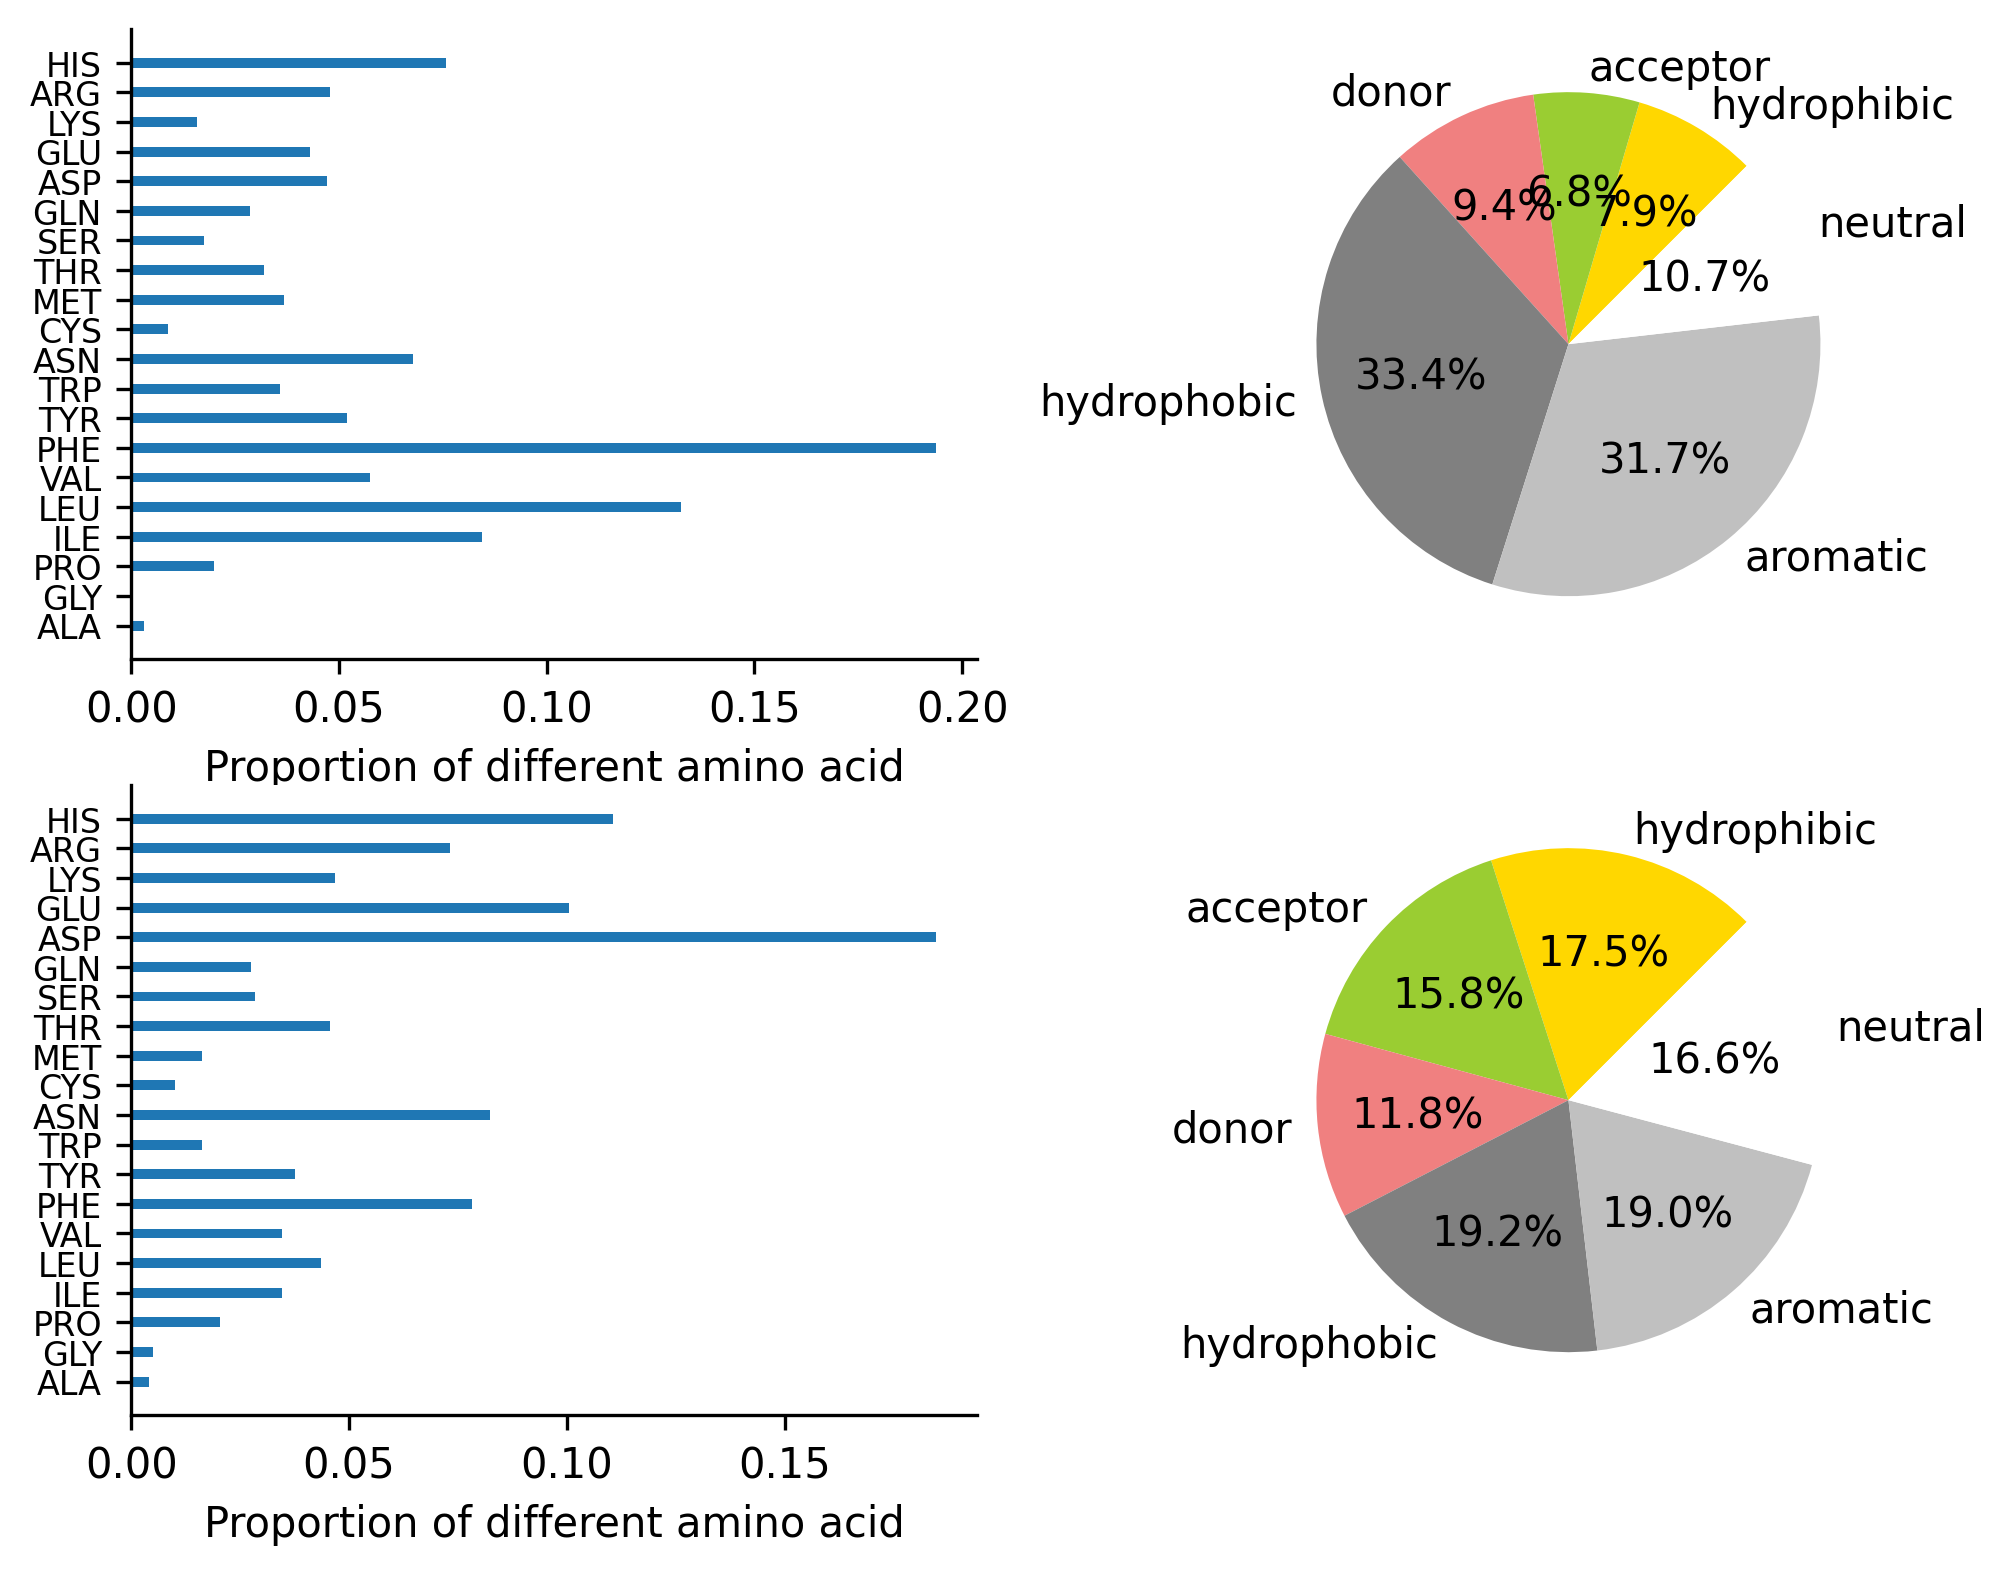 HIS
ARG
LYS
GLU
ASP
GLN
SER
THR
MET
CYS
ASN
TRP
TYR
PHE
VAL
LEU
ILE
PRO
GLY
ALA
0.00 0.05 0.10 0.15 0.20
Proportion of different amino acid
acceptor
donor
hydrophibic
neutral
9.4%
6.8%
7.9%
10.7%
33.4%
hydrophobic
31.7%
aromatic
HIS
ARG
LYS
GLU
ASP
GLN
SER
THR
MET
CYS
ASN
TRP
TYR
PHE
VAL
LEU
ILE
PRO
GLY
ALA
0.00 0.05 0.10 0.15
Proportion of different amino acid
hydrophibic
acceptor
17.5%
15.8%
neutral
16.6%
11.8%
donor
19.2%
19.0%
aromatic
hydrophobic